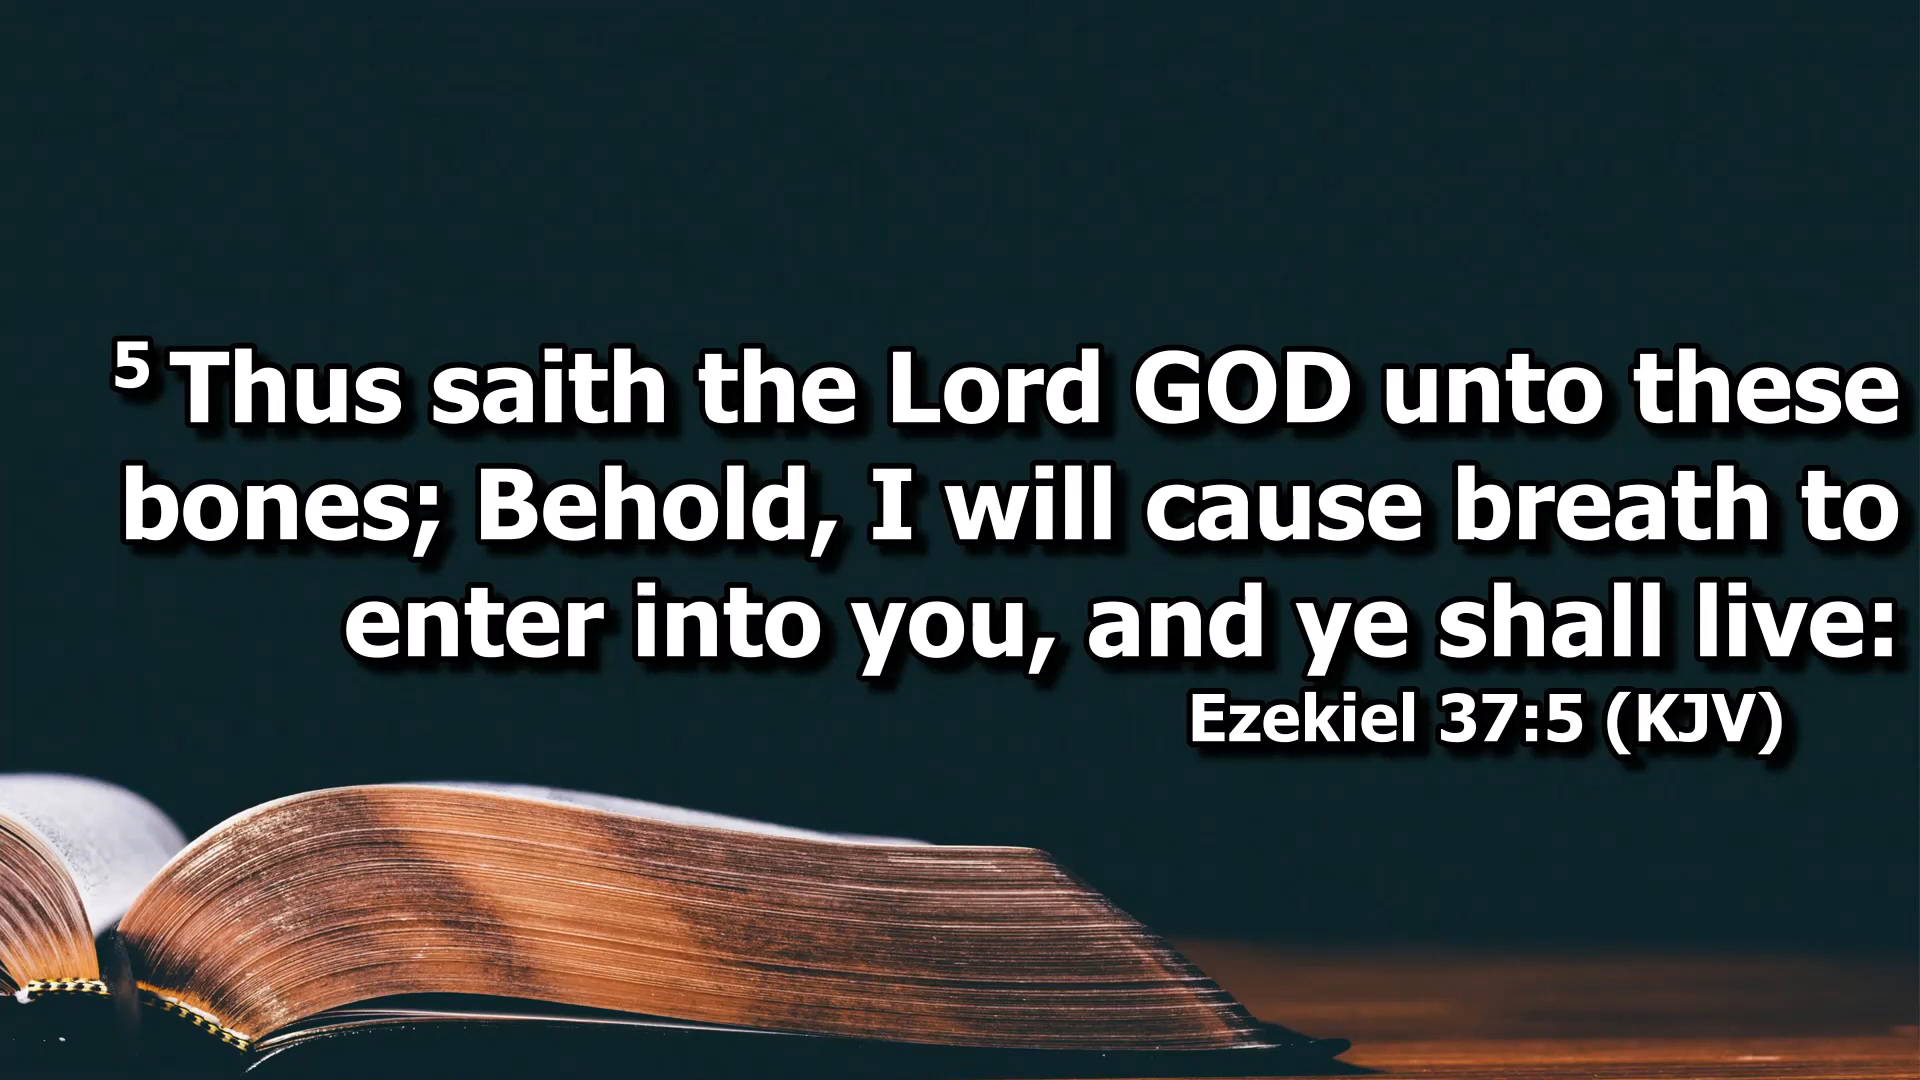 5 Thus saith the Lord GOD unto these
bones; Behold, I will cause breath to
enter into you, and ye shall live:
Ezekiel 37:5 (KJV)